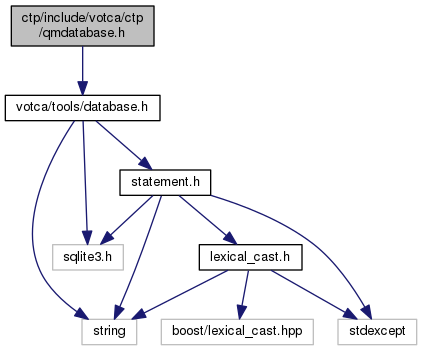 ctp/include/votca/ctp
/qmdatabase.h
votca/tools/database.h
statement.h
sqlite3.h
lexical_cast.h
string
boost/lexical_cast.hpp
stdexcept